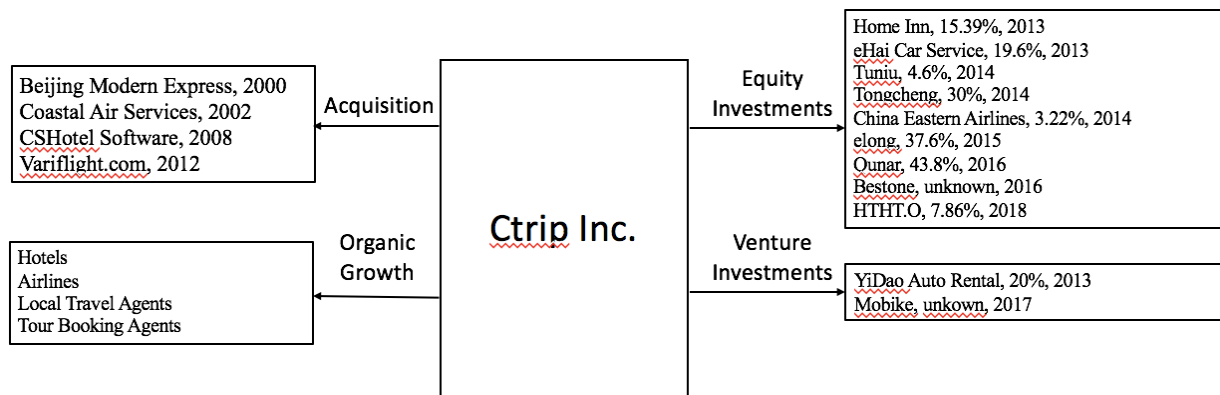 Beijing Modern Express, 2000
Coastal Air Services, 2002
CSHotel Software, 2008
Variflight.com, 2012
Acquisition
Hotels
Airlines
Local Travel Agents
Tour Booking Agents
Organic
Growth
Ctrip Inc.
Equity
Investments
Home Inn, 15.39%, 2013
eHai Car Service, 19.6%, 2013
Tuniu, 4.6%, 2014
Tongcheng, 30%, 2014
China Eastern Airlines, 3.22%, 2014
elong, 37.6%, 2015
Qunar, 43.8%, 2016
Bestone, unknown, 2016
HTHT.O, 7.86%, 2018
Venture
Investments
YiDao Auto Rental, 20%, 2013
Mobike, unkown, 2017